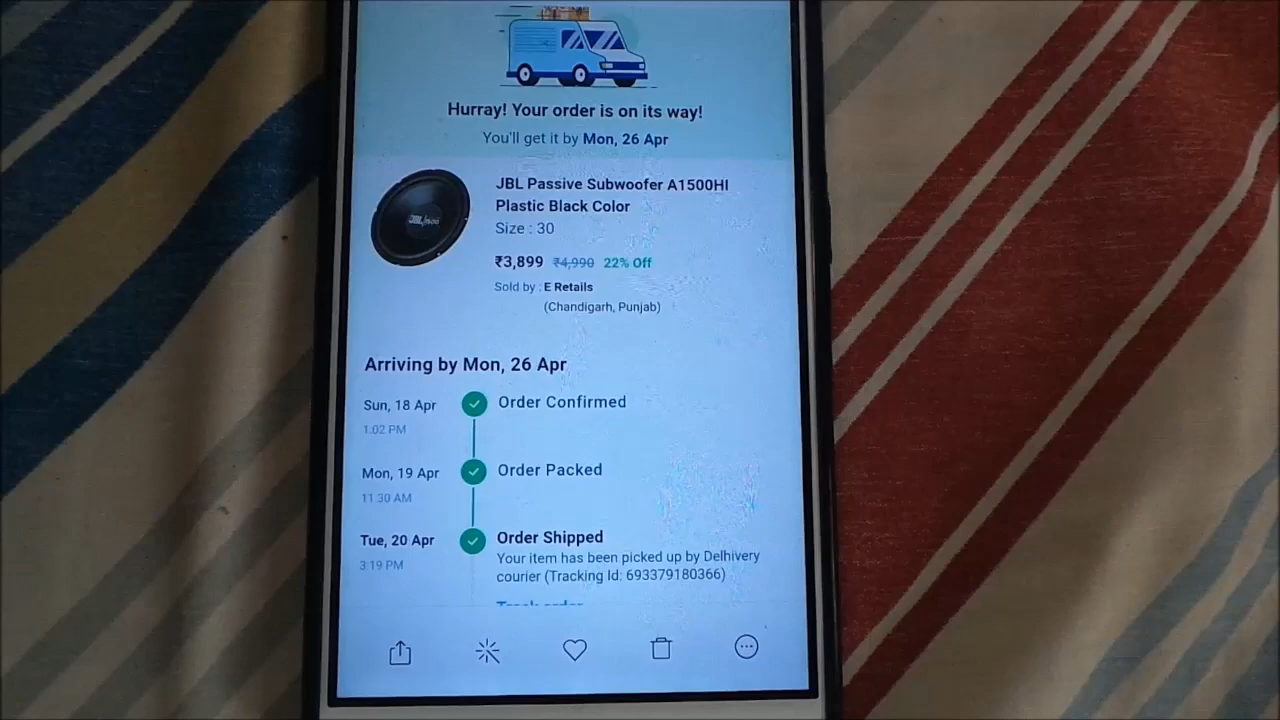 Hurray! Your order is on its way!
You'll get it by Mon, 26 Apr
JBL Passive Subwoofer A1500HI
Plastic Black Color
Size : 30
₹3,899 ₹4,990 22% Off
Sold by : E Retails
(Chandigarh, Punjab)
JBL
Arriving by Mon, 26 Apr
Sun, 18 Apr Order Confirmed
1:02 PM
Mon, 19 Apr Order Packed
11:30 AM
Tue, 20 Apr Order Shipped
3:19 PM Your item has been picked up by Delhivery
courier (Tracking Id: 693379180366)